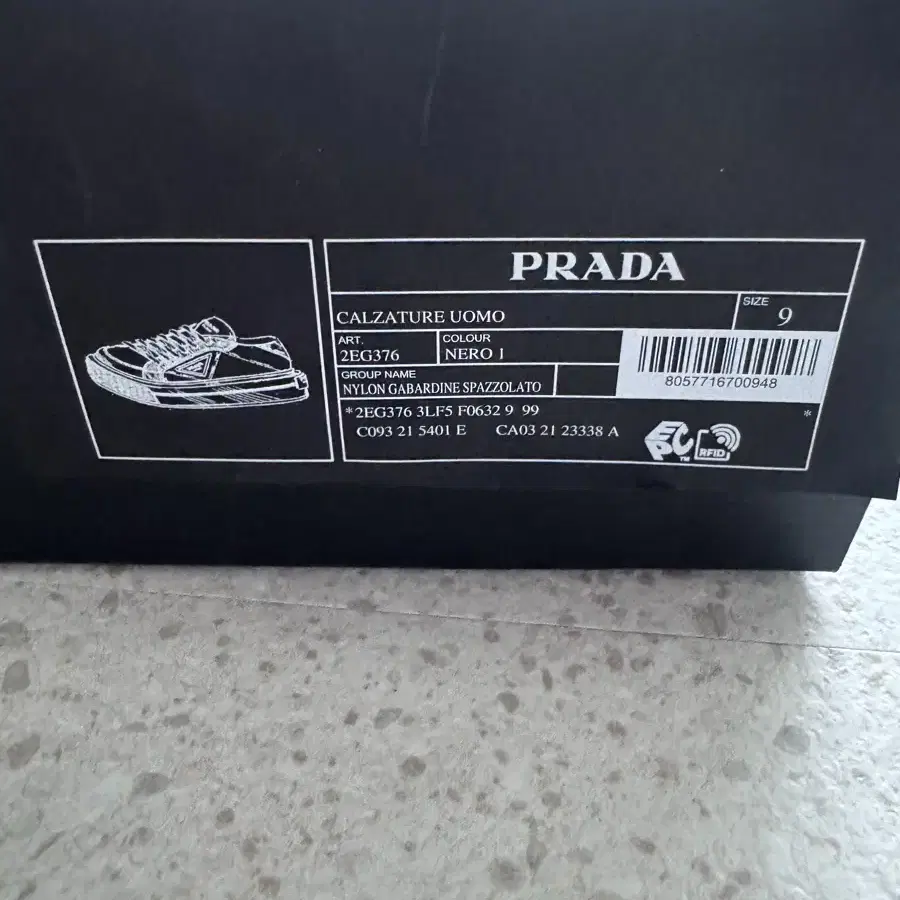 PRADA
CALZATURE UOMO
SIZE
9
ART.
2EG376
COLOUR
NERO 1
GROUP NAME
NYLON GABARDINE SPAZZOLATO
8057716700948
*2EG376 3LF5 F0632 9 99 *
C093 21 5401 E CA03 21 23338 A
EPC™
RFID